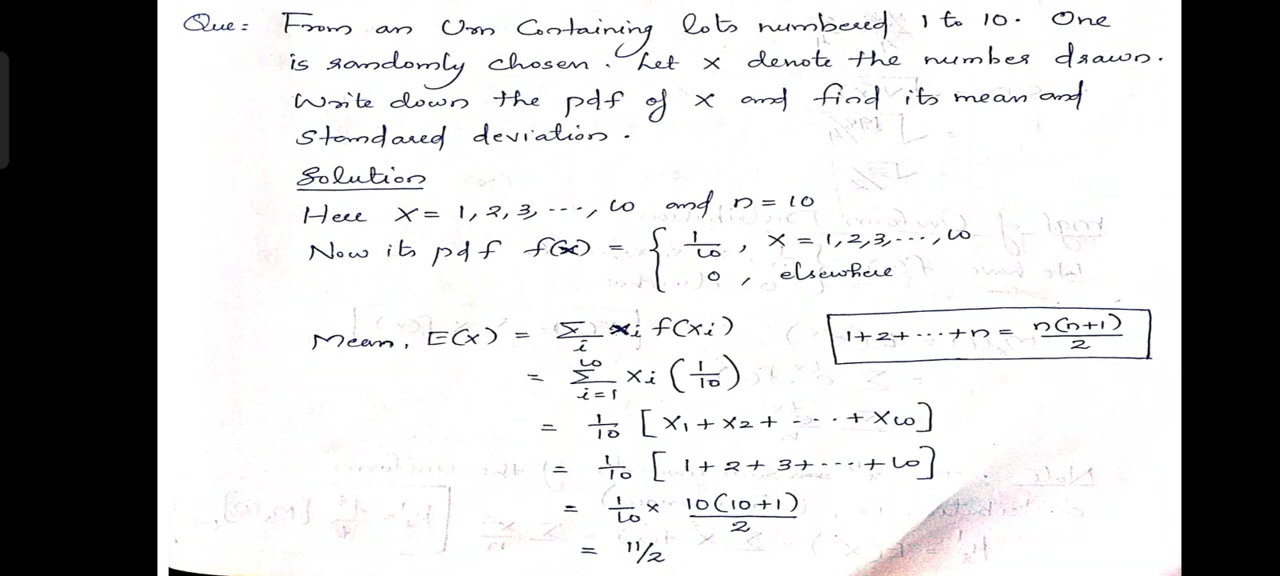 Que: From an Urn Containing lots numbered 1 to 10. One
is randomly chosen. Let x denote the number drawn.
Write down the pdf of x and find its mean and
standared deviation.
Solution
Here X = 1, 2, 3, ..., 10 and n = 10
Now its pdf f(x) = { 1/10, x = 1, 2, 3, ..., 10
0, elsewhere
Mean, E(x) = Σ_i xi f(xi)
1+2+ ... +n = n(n+1)/2
= Σ_{i=1}^{10} xi (1/10)
= 1/10 [x1 + x2 + .... + x10]
= 1/10 [1 + 2 + 3 + ... + 10]
= 1/10 × 10(10+1)/2
= 11/2